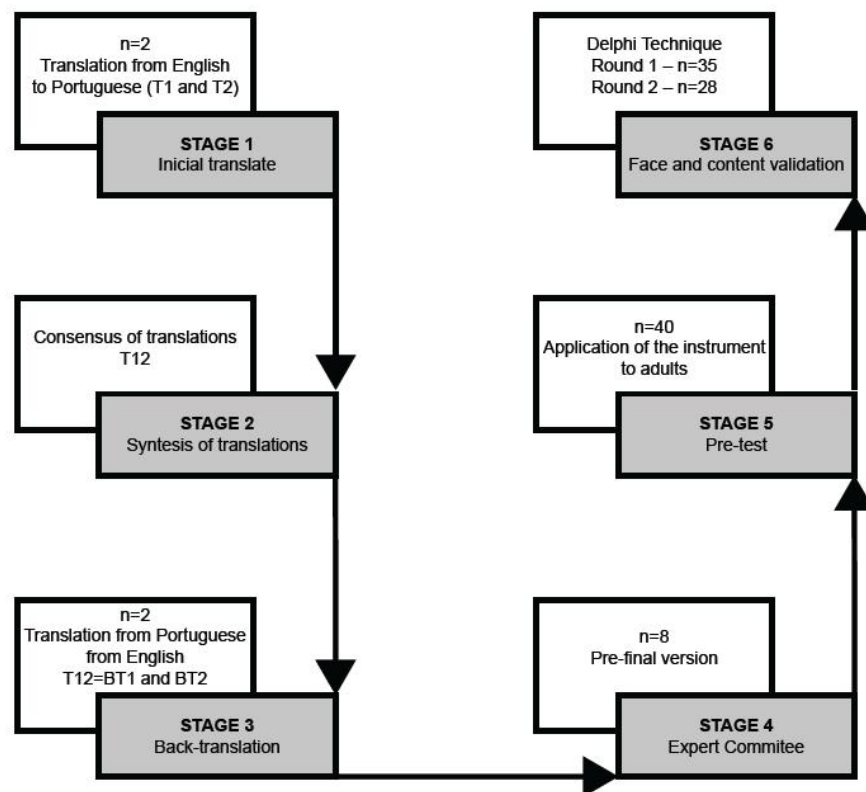 n=2
Translation from English
to Portuguese (T1 and T2)
STAGE 1
Inicial translate
Consensus of translations
T12
STAGE 2
Syntesis of translations
n=2
Translation from Portuguese
from English
T12=BT1 and BT2
STAGE 3
Back-translation
n=8
Pre-final version
STAGE 4
Expert Commitee
n=40
Application of the instrument
to adults
STAGE 5
Pre-test
Delphi Technique
Round 1 – n=35
Round 2 – n=28
STAGE 6
Face and content validation